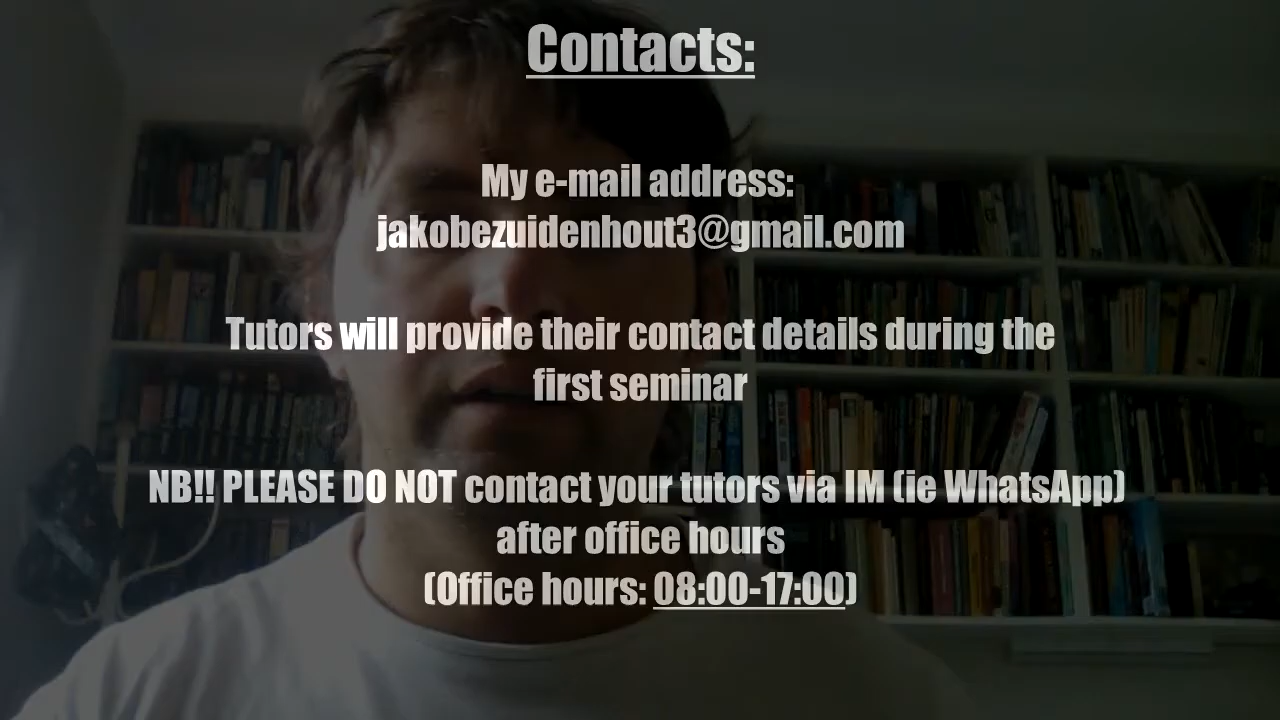 Contacts:
My e-mail address:
jakobezuidenhout3@gmail.com
Tutors will provide their contact details during the
first seminar
NB!! PLEASE DO NOT contact your tutors via IM (ie WhatsApp)
after office hours
(Office hours: 08:00-17:00)